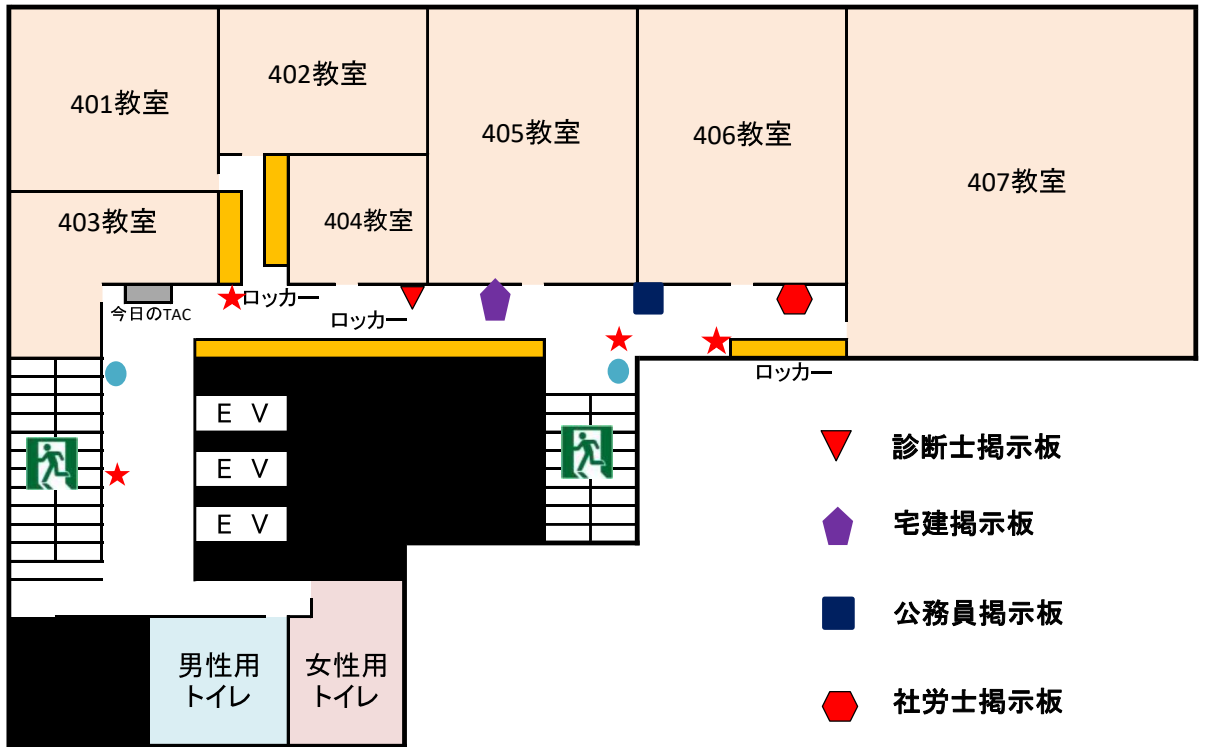 401教室
402教室
405教室
406教室
407教室
403教室
404教室
ロッカー
今日のTAC
ロッカー
ロッカー
E V
E V
E V
診断士掲示板
宅建掲示板
公務員掲示板
社労士掲示板
男性用
トイレ
女性用
トイレ